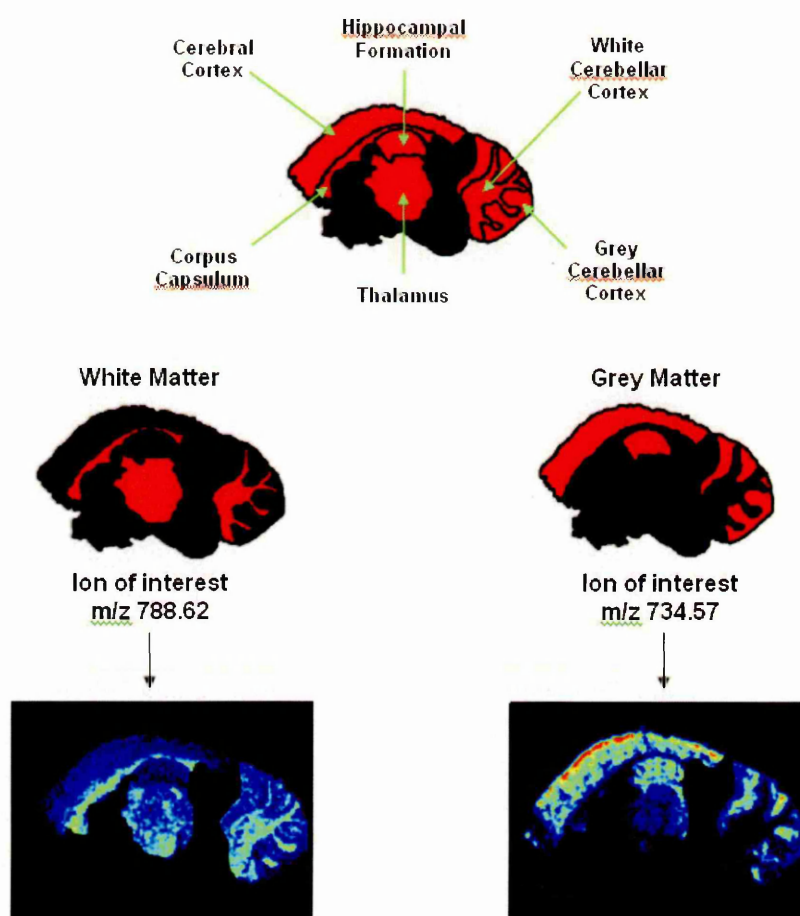 Cerebral
Cortex
Hippocampal
Formation
White
Cerebellar
Cortex
Corpus
Capsulum
Thalamus
Grey
Cerebellar
Cortex
White Matter
Grey Matter
Ion of interest
m/z 788.62
Ion of interest
m/z 734.57